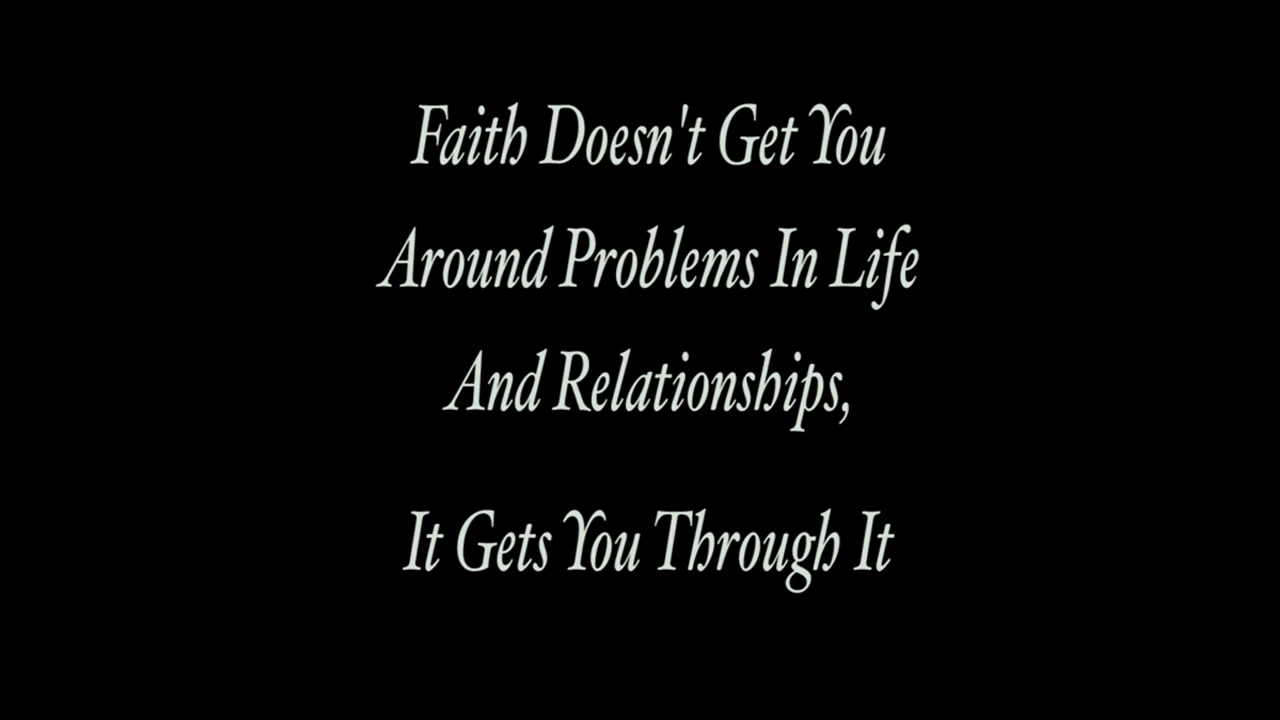 Faith Doesn't Get You
Around Problems In Life
And Relationships,
It Gets You Through It